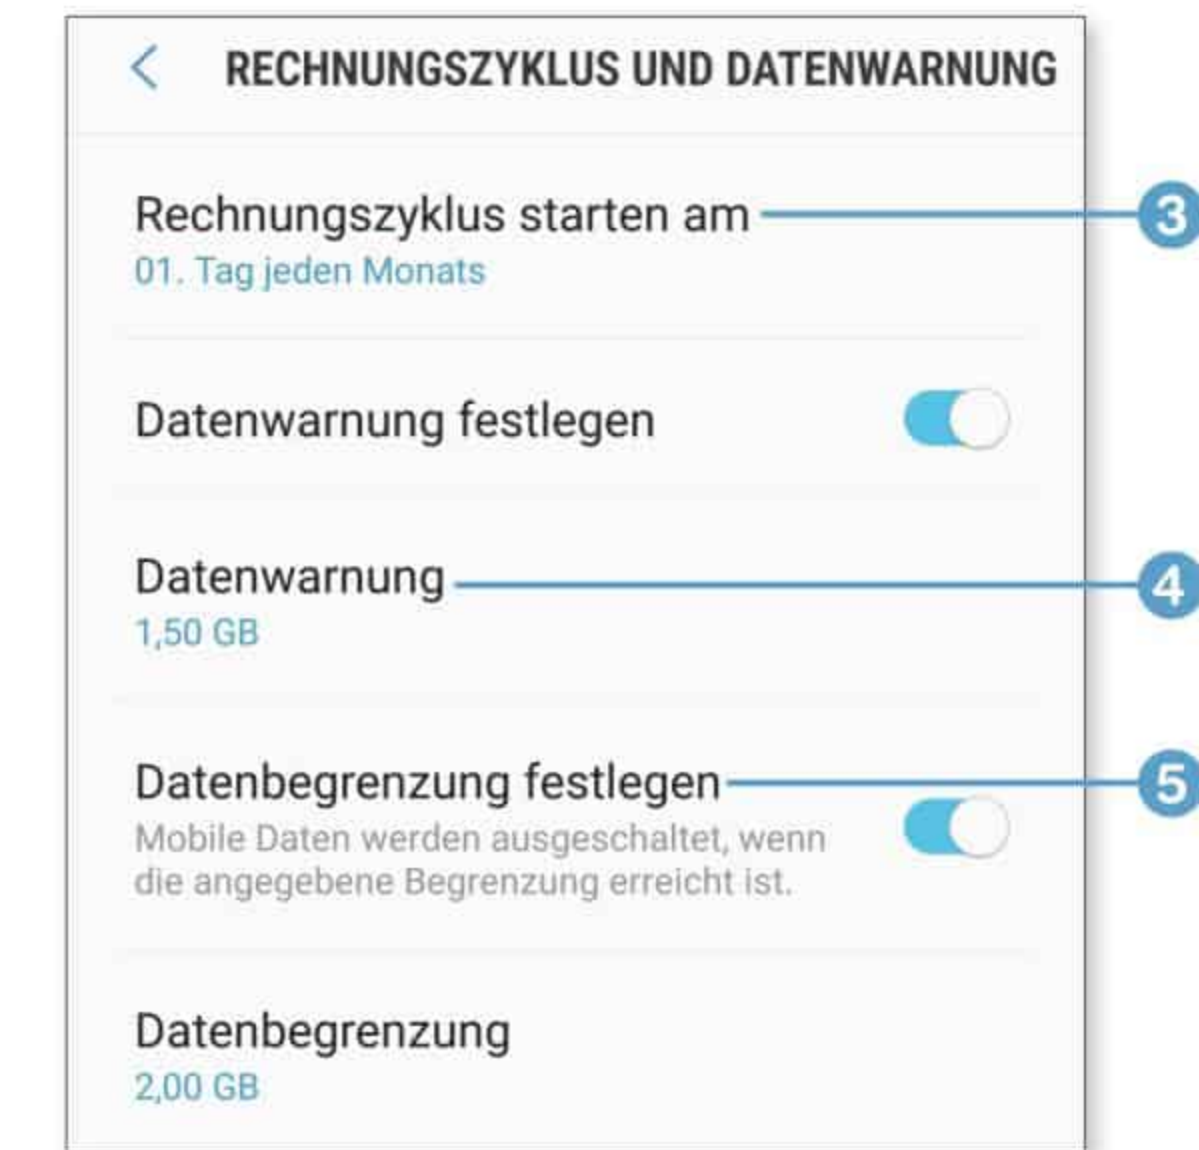 RECHNUNGSZYKLUS UND DATENWARNUNG
Rechnungszyklus starten am
3
01. Tag jeden Monats
Datenwarnung festlegen
Datenwarnung
4
1,50 GB
Datenbegrenzung festlegen
5
Mobile Daten werden ausgeschaltet, wenn
die angegebene Begrenzung erreicht ist.
Datenbegrenzung
2,00 GB